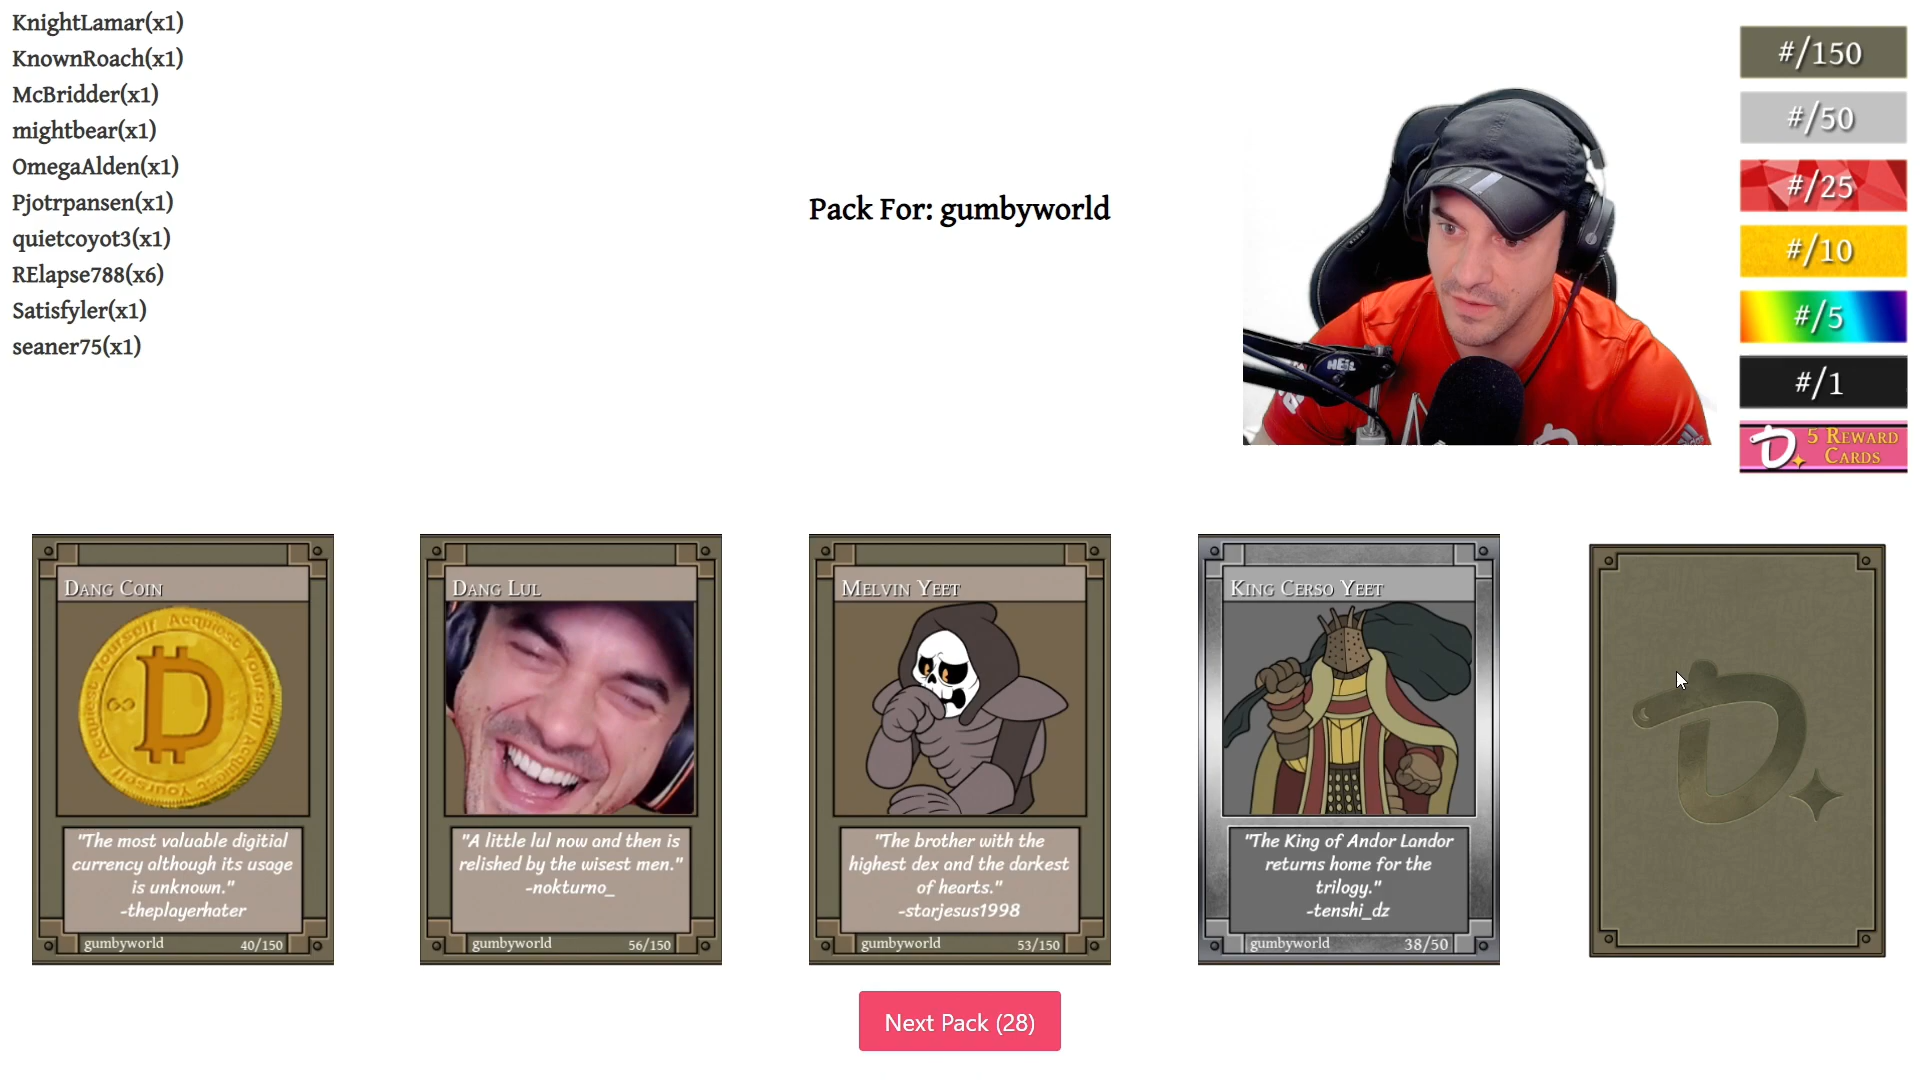 KnightLamar(x1)
KnownRoach(x1)
McBridder(x1)
mightbear(x1)
OmegaAlden(x1)
Pjotrpansen(x1)
quietcoyot3(x1)
RElapse788(x6)
Satisfyler(x1)
seaner75(x1)
Pack For: gumbyworld
HEIL
#/150
#/50
#/25
#/10
#/5
#/1
D 5 Reward
Cards
Dang Coin
Acquiest Yourself Acquiest Yourself
D
"The most valuable digitial
currency although its usage
is unknown."
-theplayerhater
gumbyworld 40/150
Dang Lul
"A little lul now and then is
relished by the wisest men."
-nokturno_
gumbyworld 56/150
Melvin Yeet
"The brother with the
highest dex and the darkest
of hearts."
-starjesus1998
gumbyworld 53/150
King Cerso Yeet
"The King of Andor Landor
returns home for the
trilogy."
-tenshi_dz
gumbyworld 38/50
D
Next Pack (28)